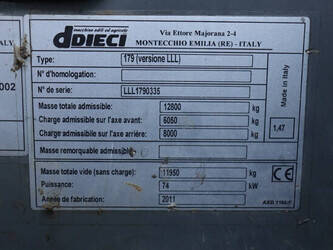 002
dDIECI
macchine edili ed agricole
Via Ettore Majorana 2-4
MONTECCHIO EMILIA (RE) - ITALY
Type: 179 (versione LLL)
N° d'homologation:
N° de serie: LLL1790335
Masse totale admissible: 12800 kg
Charge admissible sur l'axe avant: 6050 kg
Charge admissible sur l'axe arrière: 8000 kg
Masse remorquable admissible:
1,47
Made in Italy
Masse totale vide (sans charge): 11950 kg
Puissance: 74 kW
Année de fabrication: 2011
CE